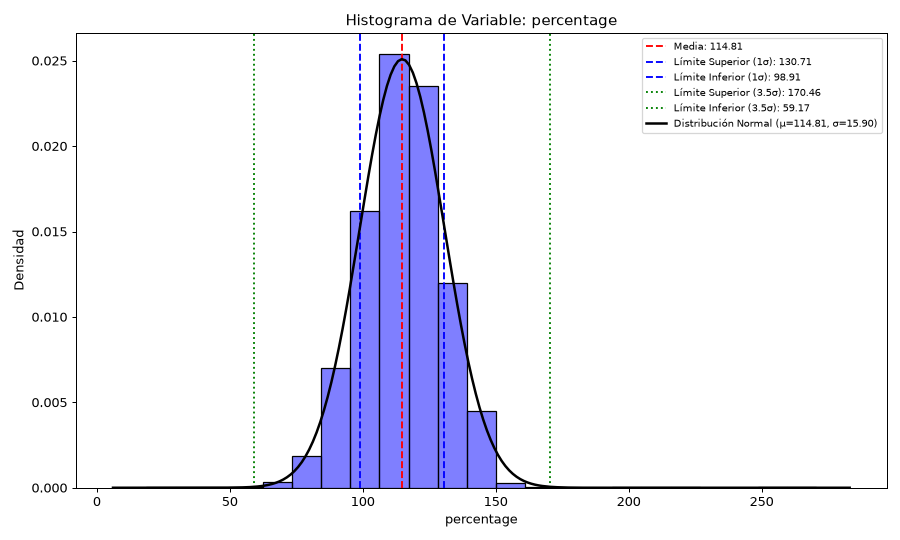 Histograma de Variable: percentage
Media: 114.81
Límite Superior (1σ): 130.71
Límite Inferior (1σ): 98.91
Límite Superior (3.5σ): 170.46
Límite Inferior (3.5σ): 59.17
Distribución Normal (μ=114.81, σ=15.90)
Densidad
0.025
0.020
0.015
0.010
0.005
0.000
0 50 100 150 200 250
percentage